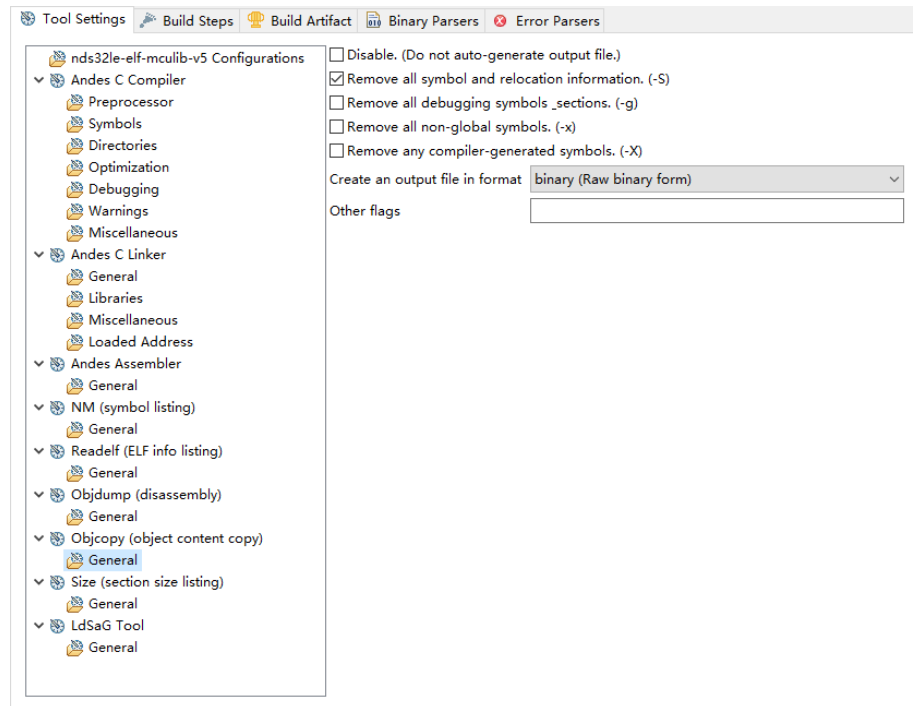 Tool Settings Build Steps Build Artifact Binary Parsers Error Parsers
nds32le-elf-mculib-v5 Configurations
Andes C Compiler
Preprocessor
Symbols
Directories
Optimization
Debugging
Warnings
Miscellaneous
Andes C Linker
General
Libraries
Miscellaneous
Loaded Address
Andes Assembler
General
NM (symbol listing)
General
Readelf (ELF info listing)
General
Objdump (disassembly)
General
Objcopy (object content copy)
General
Size (section size listing)
General
LdSaG Tool
General
Disable. (Do not auto-generate output file.)
Remove all symbol and relocation information. (-S)
Remove all debugging symbols _sections. (-g)
Remove all non-global symbols. (-x)
Remove any compiler-generated symbols. (-X)
Create an output file in format binary (Raw binary form)
Other flags